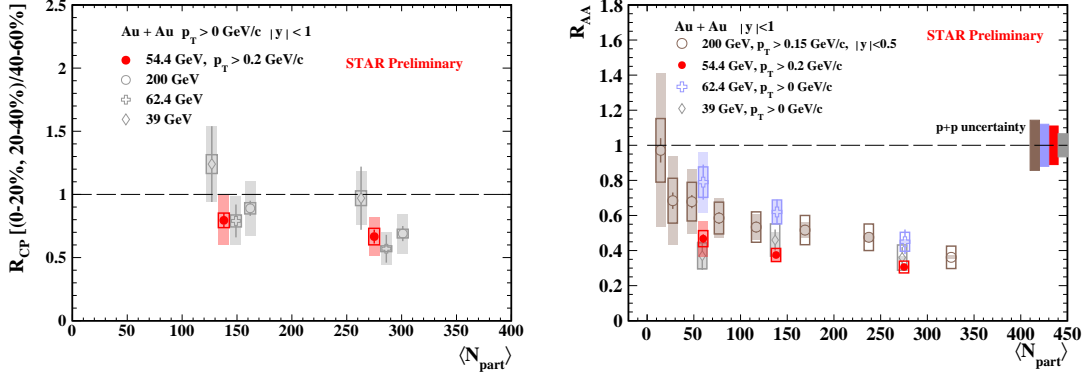 R_CP [(0-20%, 20-40%)/40-60%]
2.5
2
1.5
1
0.5
0
Au + Au p_T > 0 GeV/c |y| < 1
54.4 GeV, p_T > 0.2 GeV/c
200 GeV
62.4 GeV
39 GeV
STAR Preliminary
0 50 100 150 200 250 300 350 400
⟨N_part⟩
R_AA
1.8
1.6
1.4
1.2
1
0.8
0.6
0.4
0.2
0
Au + Au |y|<1
200 GeV, p_T > 0.15 GeV/c, |y|<0.5
54.4 GeV, p_T > 0.2 GeV/c
62.4 GeV, p_T > 0 GeV/c
39 GeV, p_T > 0 GeV/c
STAR Preliminary
p+p uncertainty
0 50 100 150 200 250 300 350 400 450
⟨N_part⟩